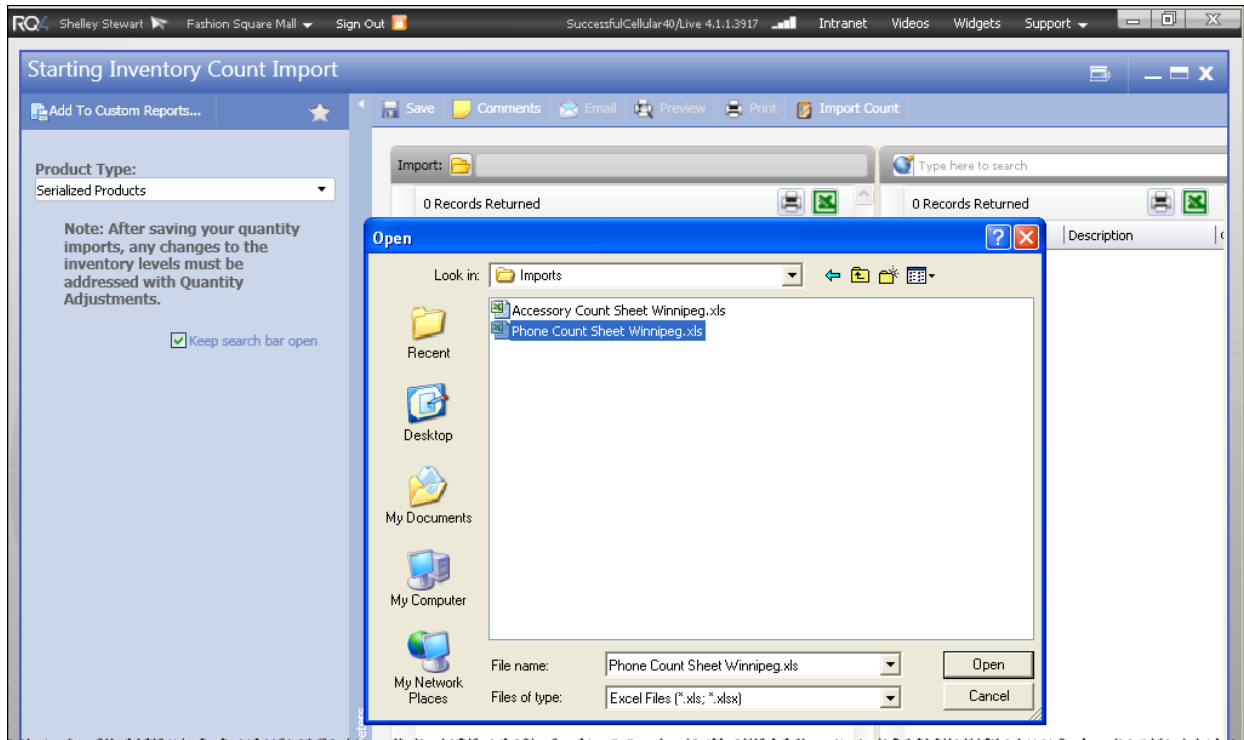 RQ4 Shelley Stewart Fashion Square Mall Sign Out SuccessfulCellular40/Live 4.1.1.3917 Intranet Videos Widgets Support
Starting Inventory Count Import
Add To Custom Reports...
Save Comments Email Preview Print Import Count
Product Type:
Serialized Products
Note: After saving your quantity
imports, any changes to the
inventory levels must be
addressed with Quantity
Adjustments.
Keep search bar open
Import:
Type here to search
0 Records Returned
0 Records Returned
Description
Open
Look in: Imports
Accessory Count Sheet Winnipeg.xls
Phone Count Sheet Winnipeg.xls
Recent
Desktop
My Documents
My Computer
My Network
Places
File name: Phone Count Sheet Winnipeg.xls Open
Files of type: Excel Files (*.xls; *.xlsx) Cancel